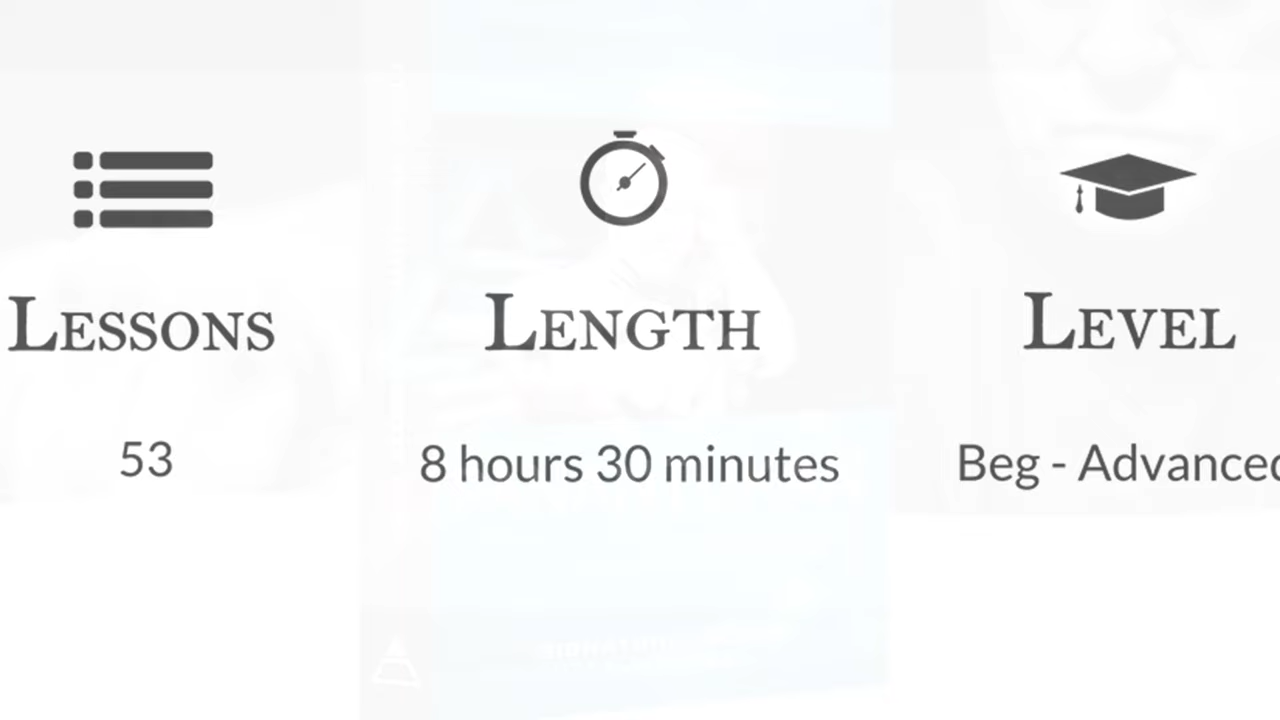 Lessons
Length
Level
53
8 hours 30 minutes
Beg - Advanced